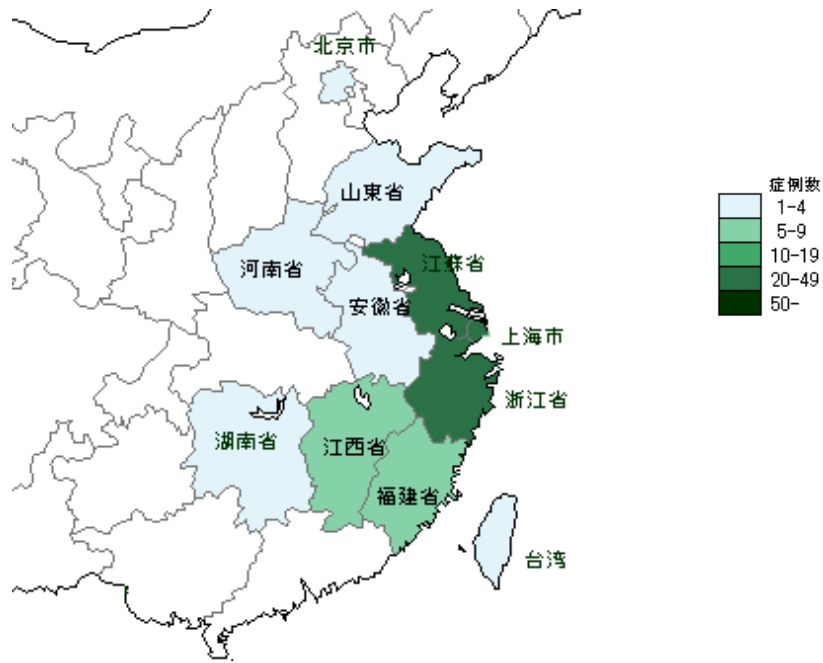 北京市
山東省
河南省
江蘇省
安徽省
上海市
浙江省
湖南省
江西省
福建省
台湾
症例数
1-4
5-9
10-19
20-49
50-